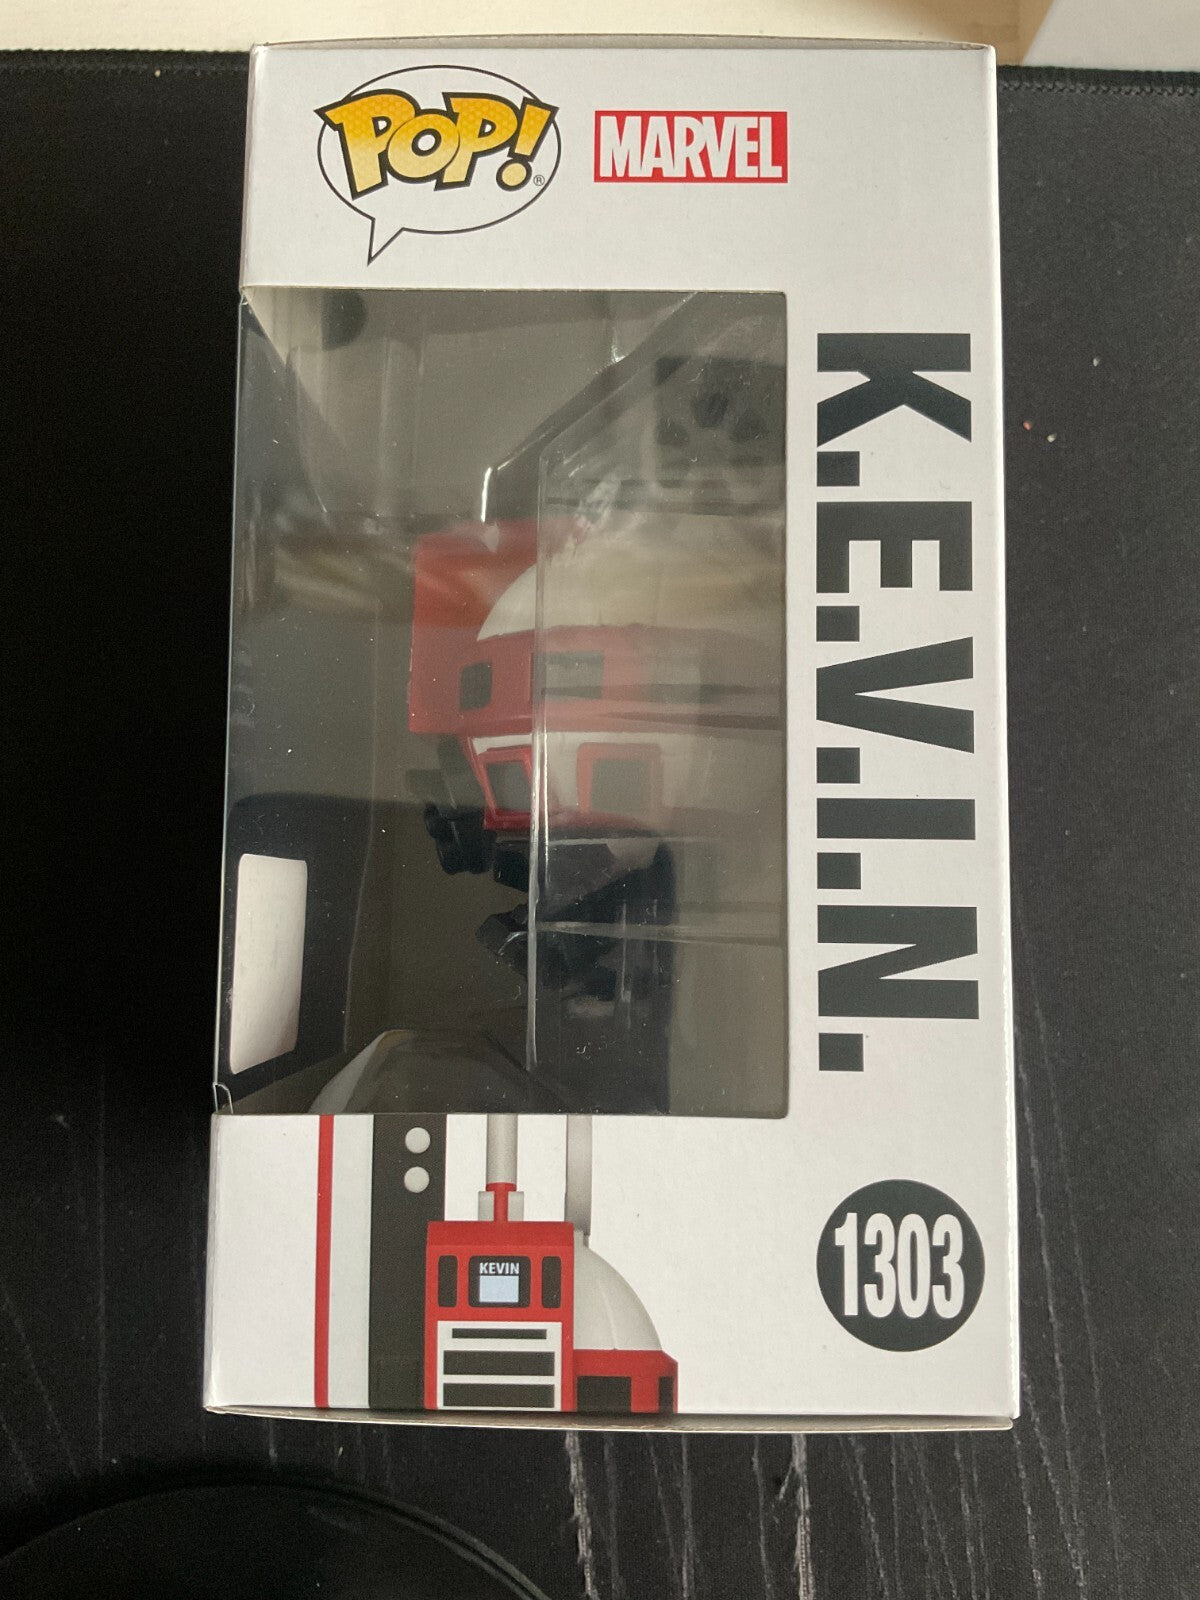 POP!®
MARVEL
K.E.V.I.N.
1303
KEVIN